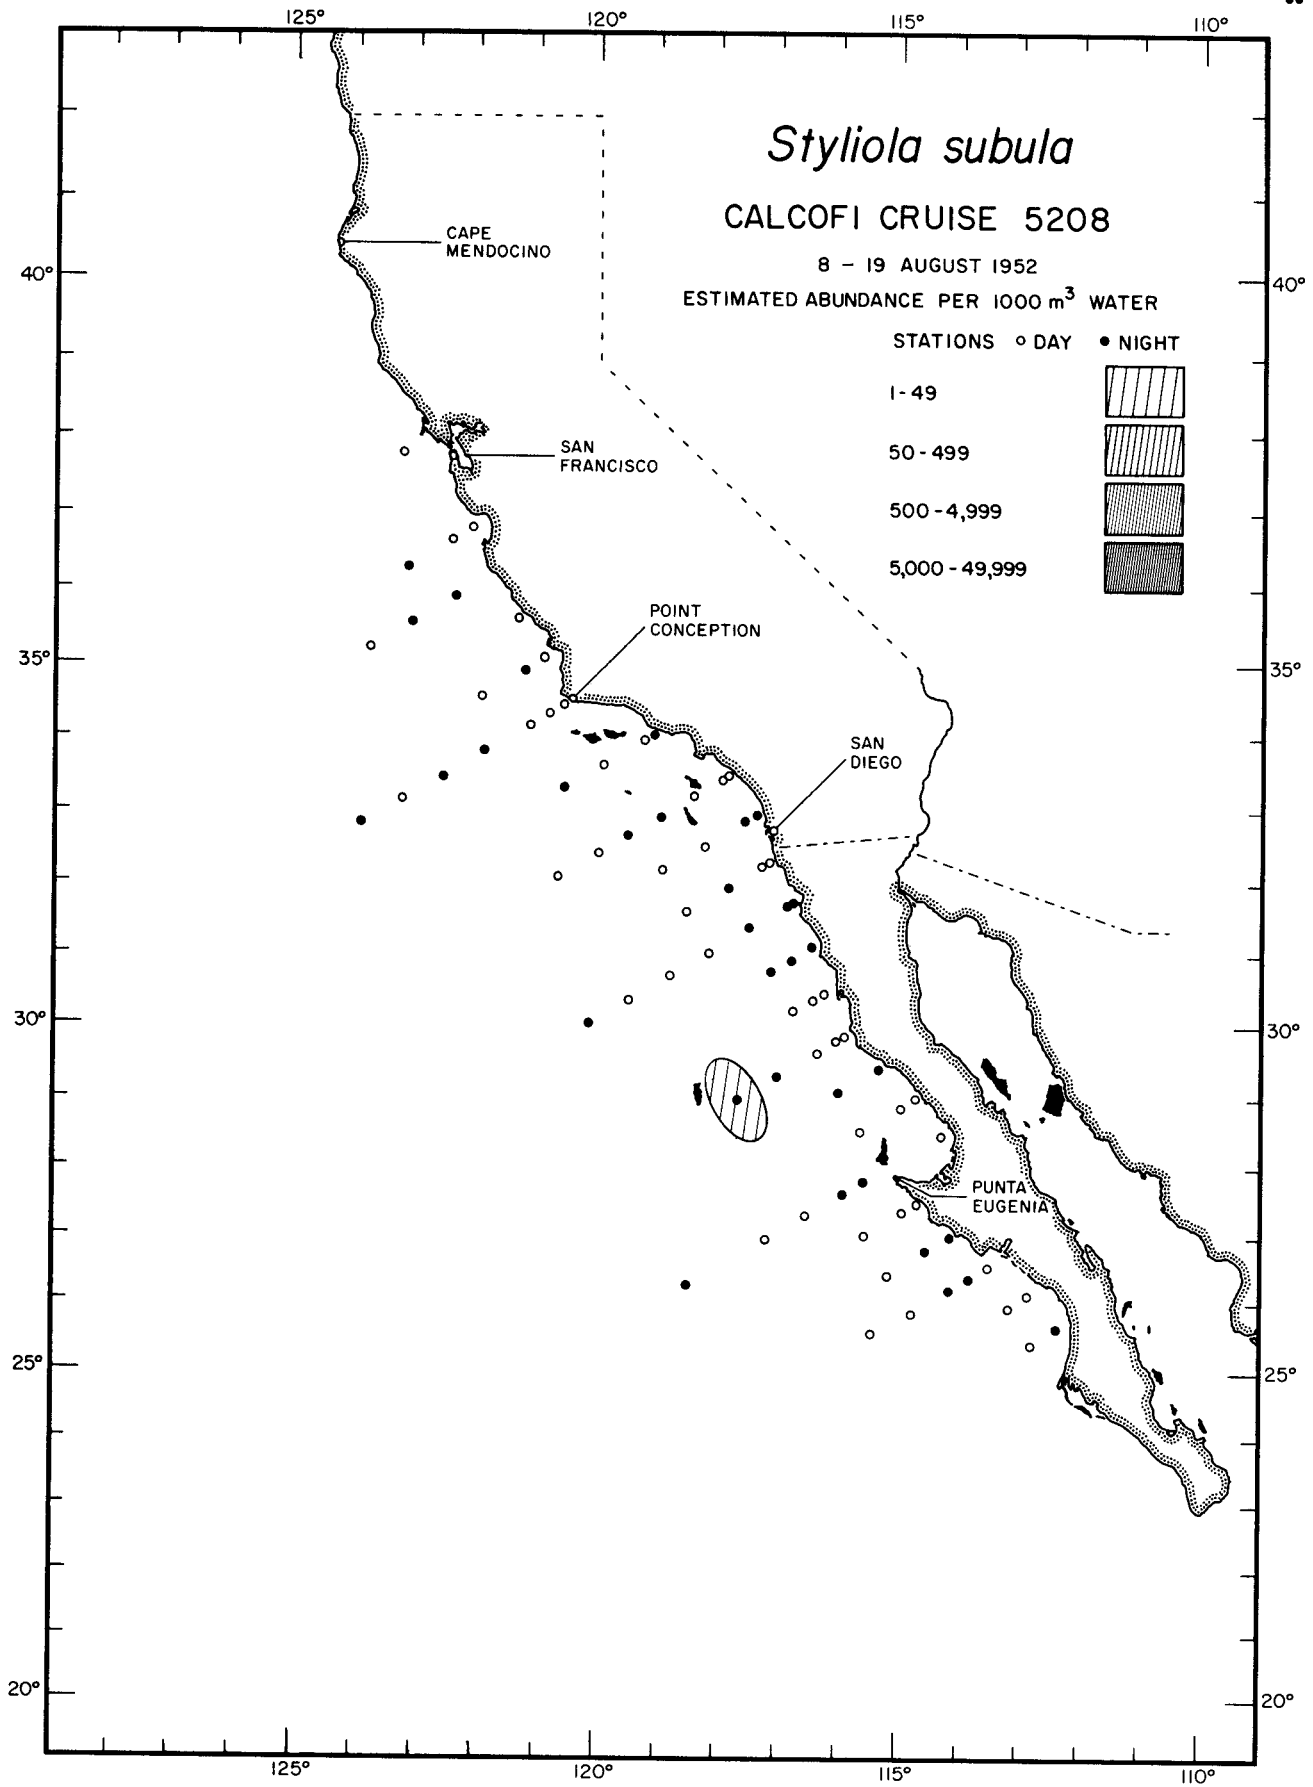 125° 120° 115° 110°
Styliola subula
CALCOFI CRUISE 5208
8 – 19 AUGUST 1952
ESTIMATED ABUNDANCE PER 1000 m³ WATER
STATIONS ○ DAY ● NIGHT
1-49
50-499
500-4,999
5,000-49,999
CAPE
MENDOCINO
40° 40°
SAN
FRANCISCO
POINT
CONCEPTION
35° 35°
SAN
DIEGO
30° 30°
PUNTA
EUGENIA
25° 25°
20° 20°
125° 120° 115° 110°